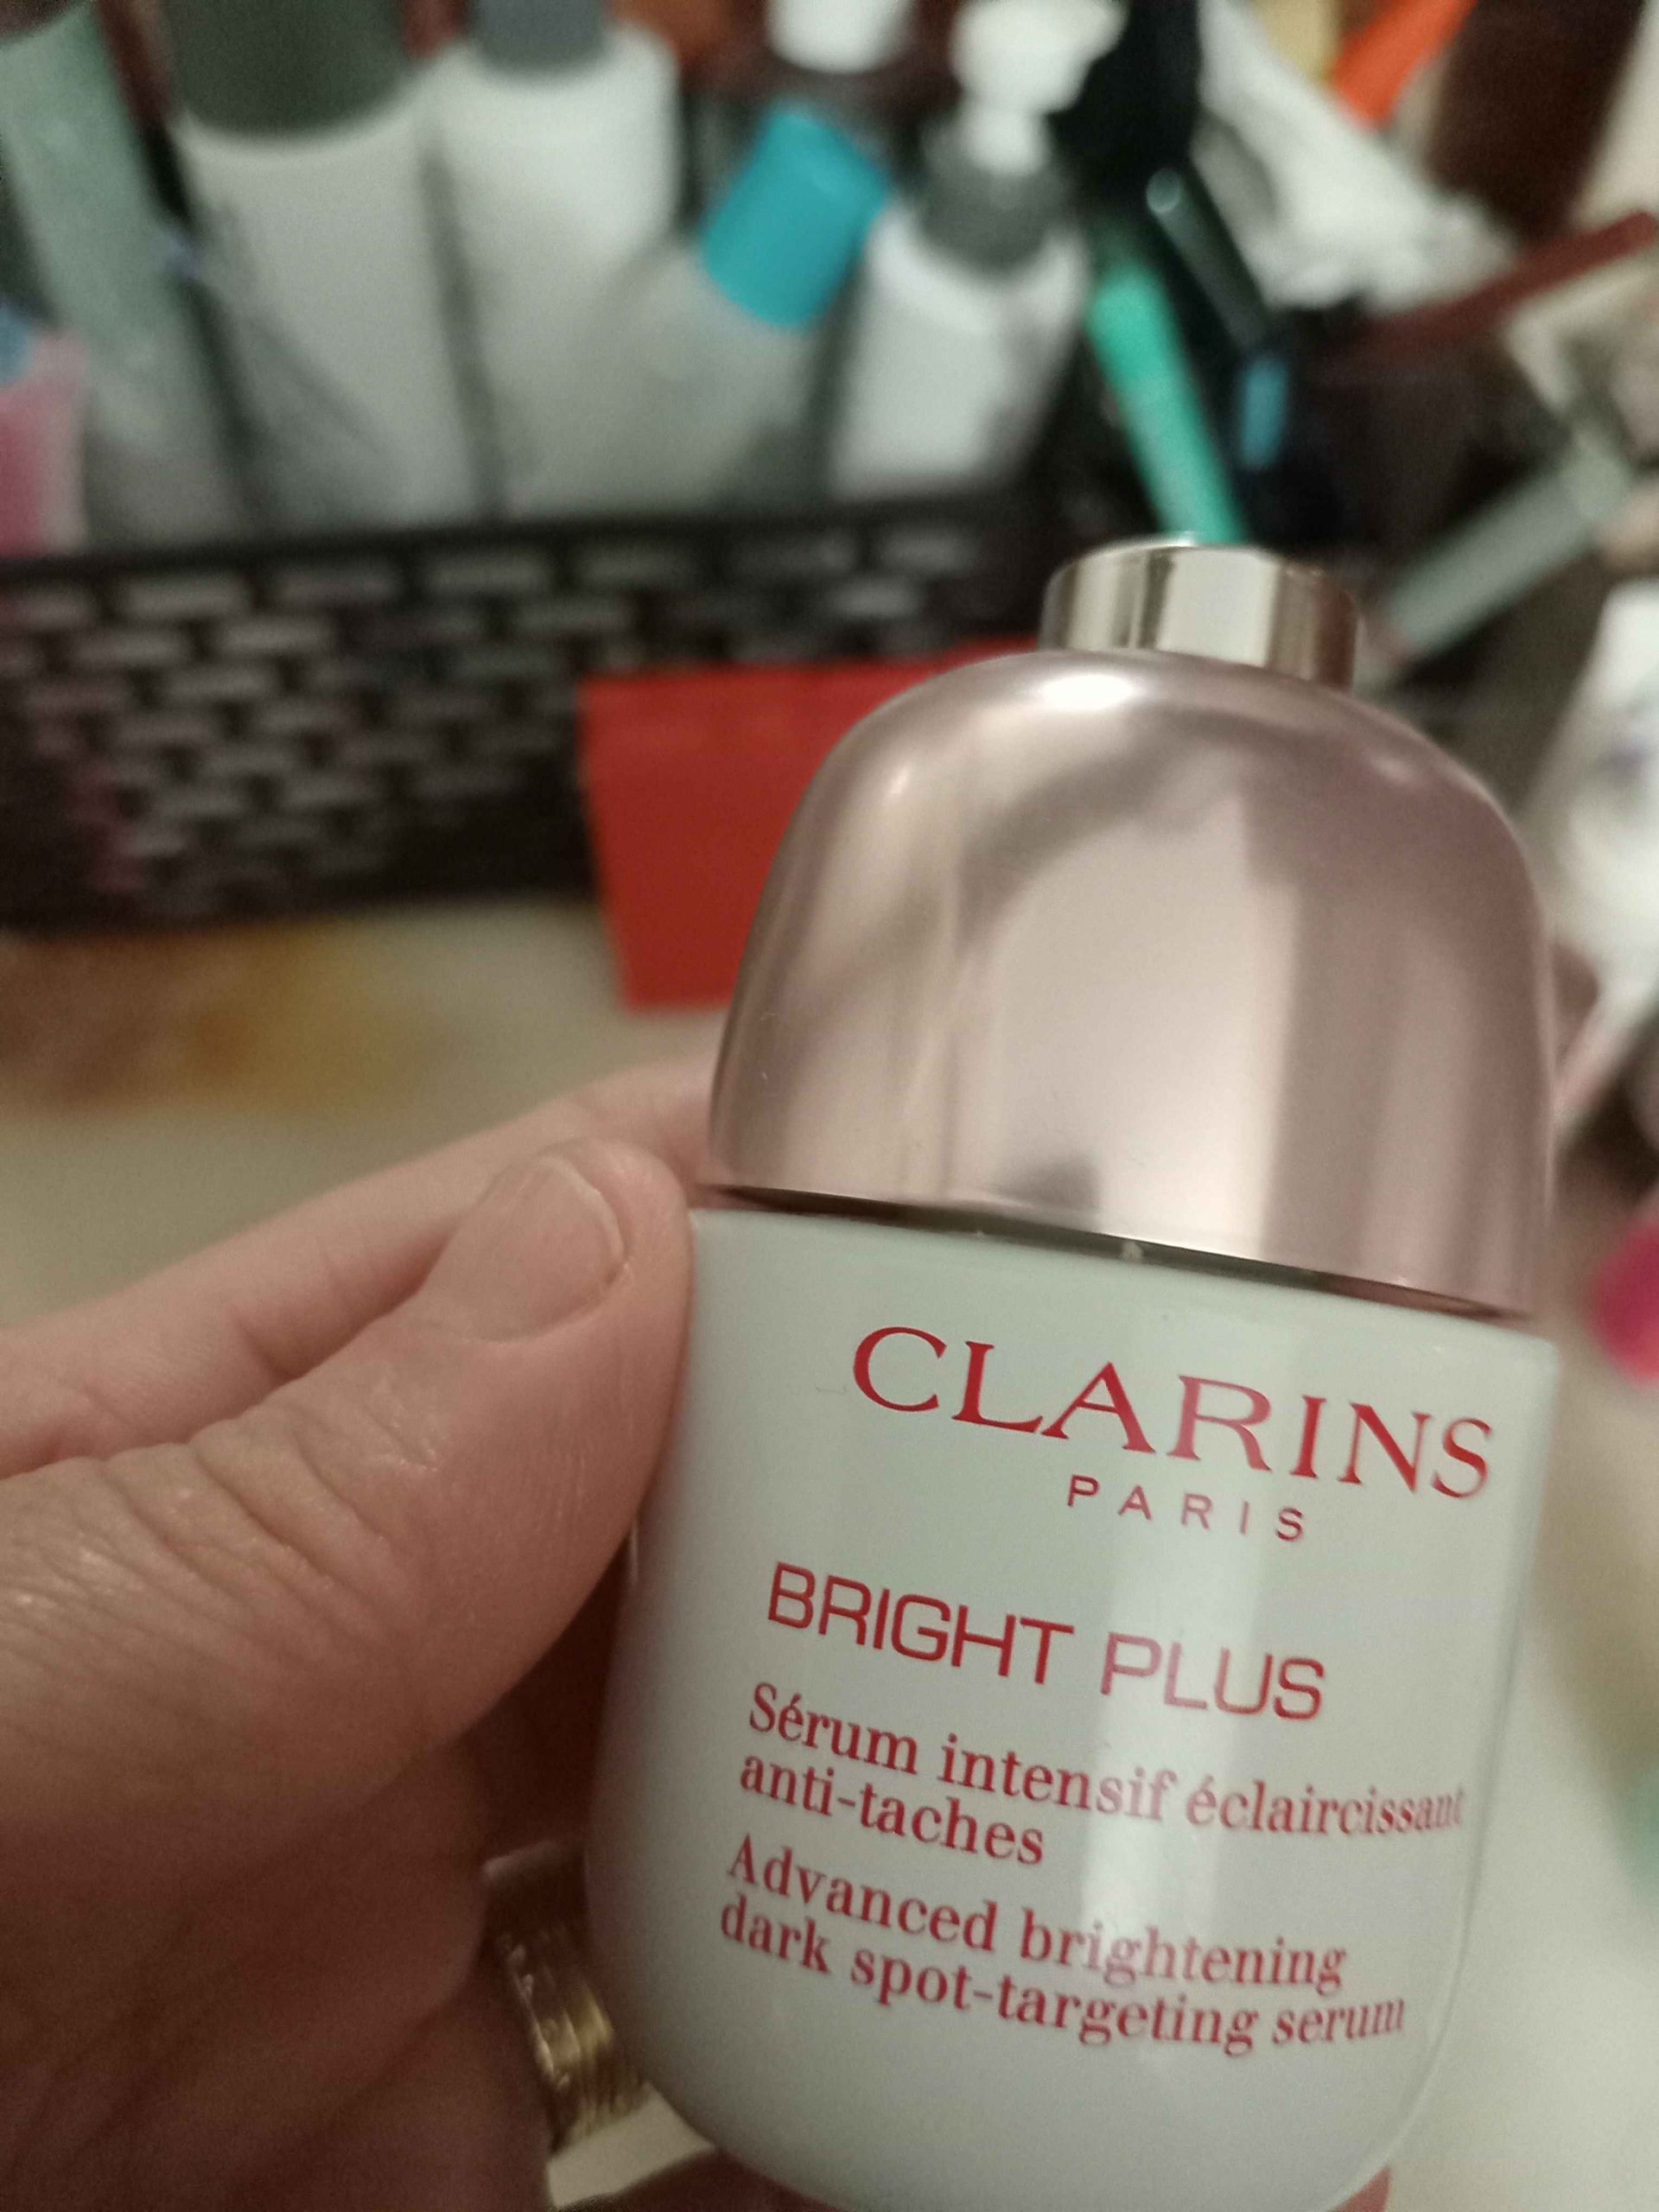 CLARINS
PARIS
BRIGHT PLUS
Sérum intensif éclaircissant
anti-taches
Advanced brightening
dark spot-targeting serum